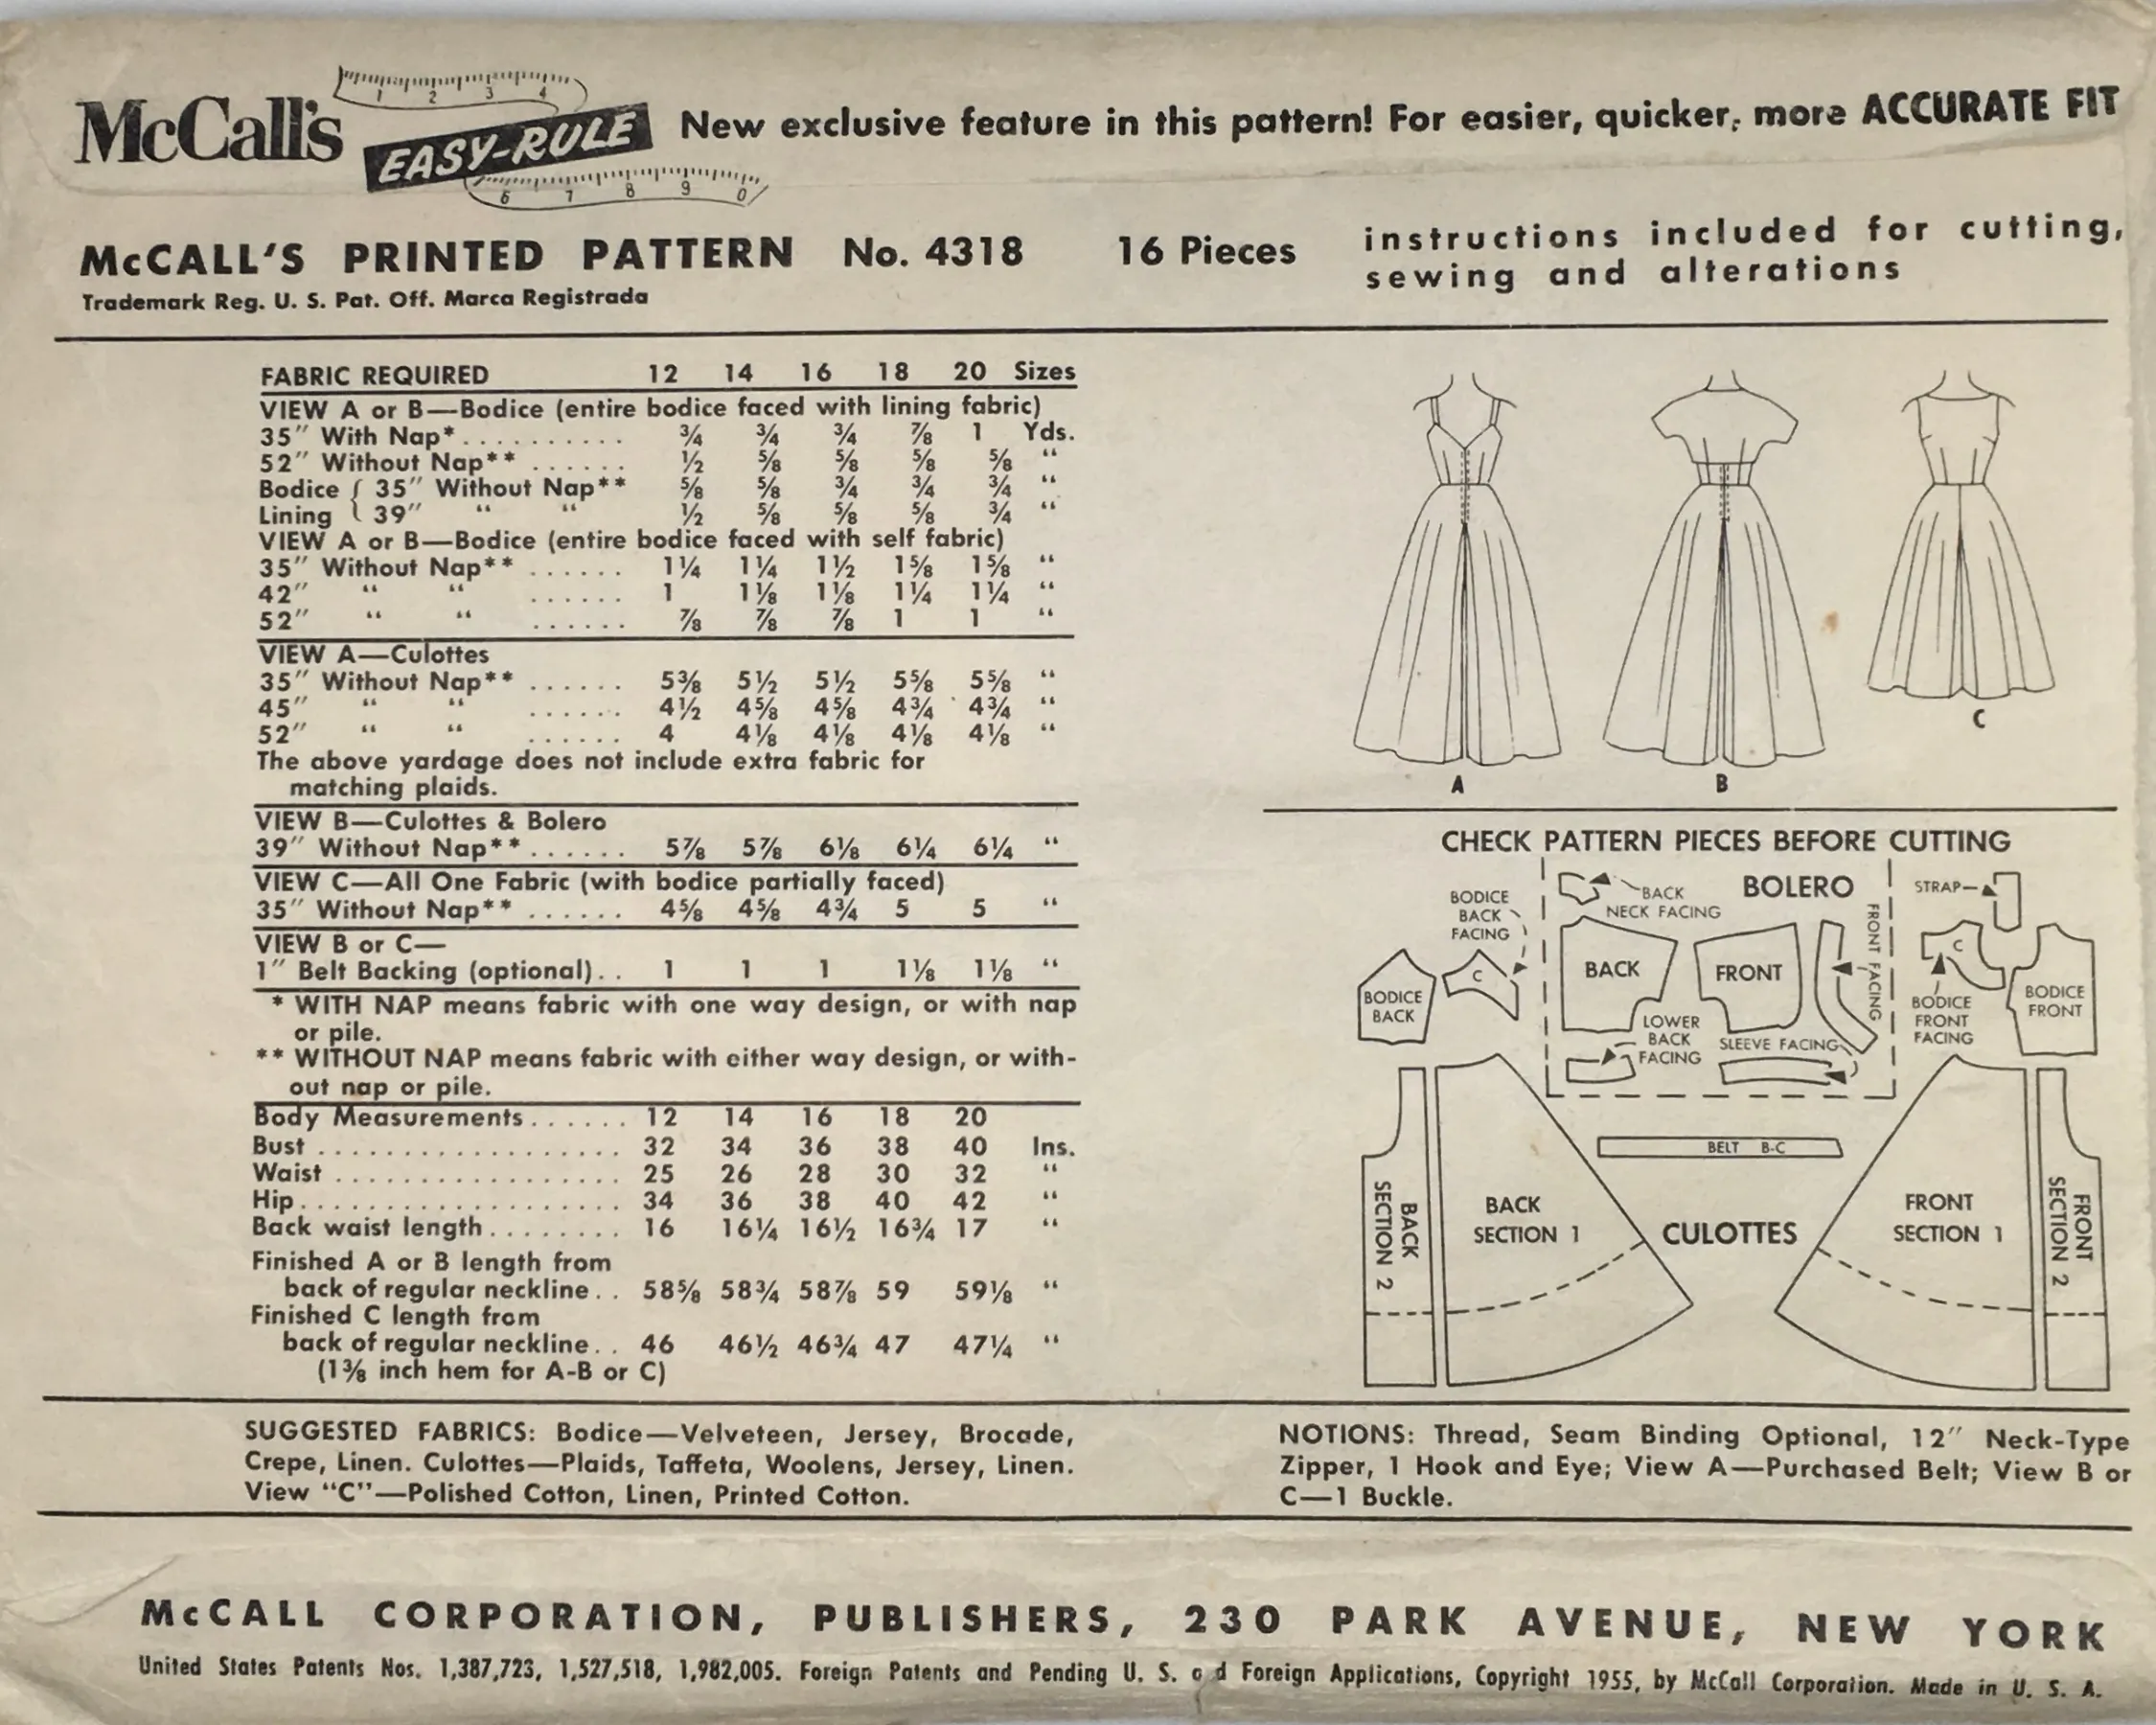 McCall's
1 2 3 4
EASY-RULE
6 7 8 9 0
New exclusive feature in this pattern! For easier, quicker, more ACCURATE FIT
McCALL'S PRINTED PATTERN No. 4318
16 Pieces
instructions included for cutting,
sewing and alterations
Trademark Reg. U. S. Pat. Off. Marca Registrada
FABRIC REQUIRED 12 14 16 18 20 Sizes
VIEW A or B—Bodice (entire bodice faced with lining fabric)
35″ With Nap*.......... ¾ ¾ ¾ ⅞ 1 Yds.
52″ Without Nap** ...... ½ ⅝ ⅝ ⅝ ⅝ “
Bodice { 35″ Without Nap** ⅝ ⅝ ¾ ¾ ¾ “
Lining { 39″ “ “ ½ ⅝ ⅝ ⅝ ¾ “
VIEW A or B—Bodice (entire bodice faced with self fabric)
35″ Without Nap** ...... 1¼ 1¼ 1½ 1⅝ 1⅝ “
42″ “ “ ...... 1 1⅛ 1⅛ 1¼ 1¼ “
52″ “ “ ...... ⅞ ⅞ ⅞ 1 1 “
VIEW A—Culottes
35″ Without Nap** ...... 5⅜ 5½ 5½ 5⅝ 5⅝ “
45″ “ “ ...... 4½ 4⅝ 4⅝ 4¾ 4¾ “
52″ “ “ ...... 4 4⅛ 4⅛ 4⅛ 4⅛ “
The above yardage does not include extra fabric for
matching plaids.
VIEW B—Culottes & Bolero
39″ Without Nap**...... 5⅞ 5⅞ 6⅛ 6¼ 6¼ “
VIEW C—All One Fabric (with bodice partially faced)
35″ Without Nap** ...... 4⅝ 4⅝ 4¾ 5 5 “
VIEW B or C—
1″ Belt Backing (optional).. 1 1 1 1⅛ 1⅛ “
* WITH NAP means fabric with one way design, or with nap
or pile.
** WITHOUT NAP means fabric with either way design, or with-
out nap or pile.
Body Measurements...... 12 14 16 18 20
Bust .................. 32 34 36 38 40 Ins.
Waist ................. 25 26 28 30 32 “
Hip.................... 34 36 38 40 42 “
Back waist length........ 16 16¼ 16½ 16¾ 17 “
Finished A or B length from
back of regular neckline.. 58⅝ 58¾ 58⅞ 59 59⅛ “
Finished C length from
back of regular neckline.. 46 46½ 46¾ 47 47¼ “
(1⅜ inch hem for A-B or C)
A
B
C
CHECK PATTERN PIECES BEFORE CUTTING
BODICE
BACK
FACING
BACK
NECK FACING
BOLERO
STRAP
BODICE
BACK
C
BACK
FRONT
FRONT FACING
C
BODICE
FRONT
FACING
BODICE
FRONT
LOWER
BACK
FACING
SLEEVE FACING
BELT B-C
BACK
SECTION 2
BACK
SECTION 1
CULOTTES
FRONT
SECTION 1
FRONT
SECTION 2
SUGGESTED FABRICS: Bodice—Velveteen, Jersey, Brocade,
Crepe, Linen. Culottes—Plaids, Taffeta, Woolens, Jersey, Linen.
View "C"—Polished Cotton, Linen, Printed Cotton.
NOTIONS: Thread, Seam Binding Optional, 12″ Neck-Type
Zipper, 1 Hook and Eye; View A—Purchased Belt; View B or
C—1 Buckle.
McCALL CORPORATION, PUBLISHERS, 230 PARK AVENUE, NEW YORK
United States Patents Nos. 1,387,723, 1,527,518, 1,982,005. Foreign Patents and Pending U. S. a d Foreign Applications, Copyright 1955, by McCall Corporation. Made in U. S. A.